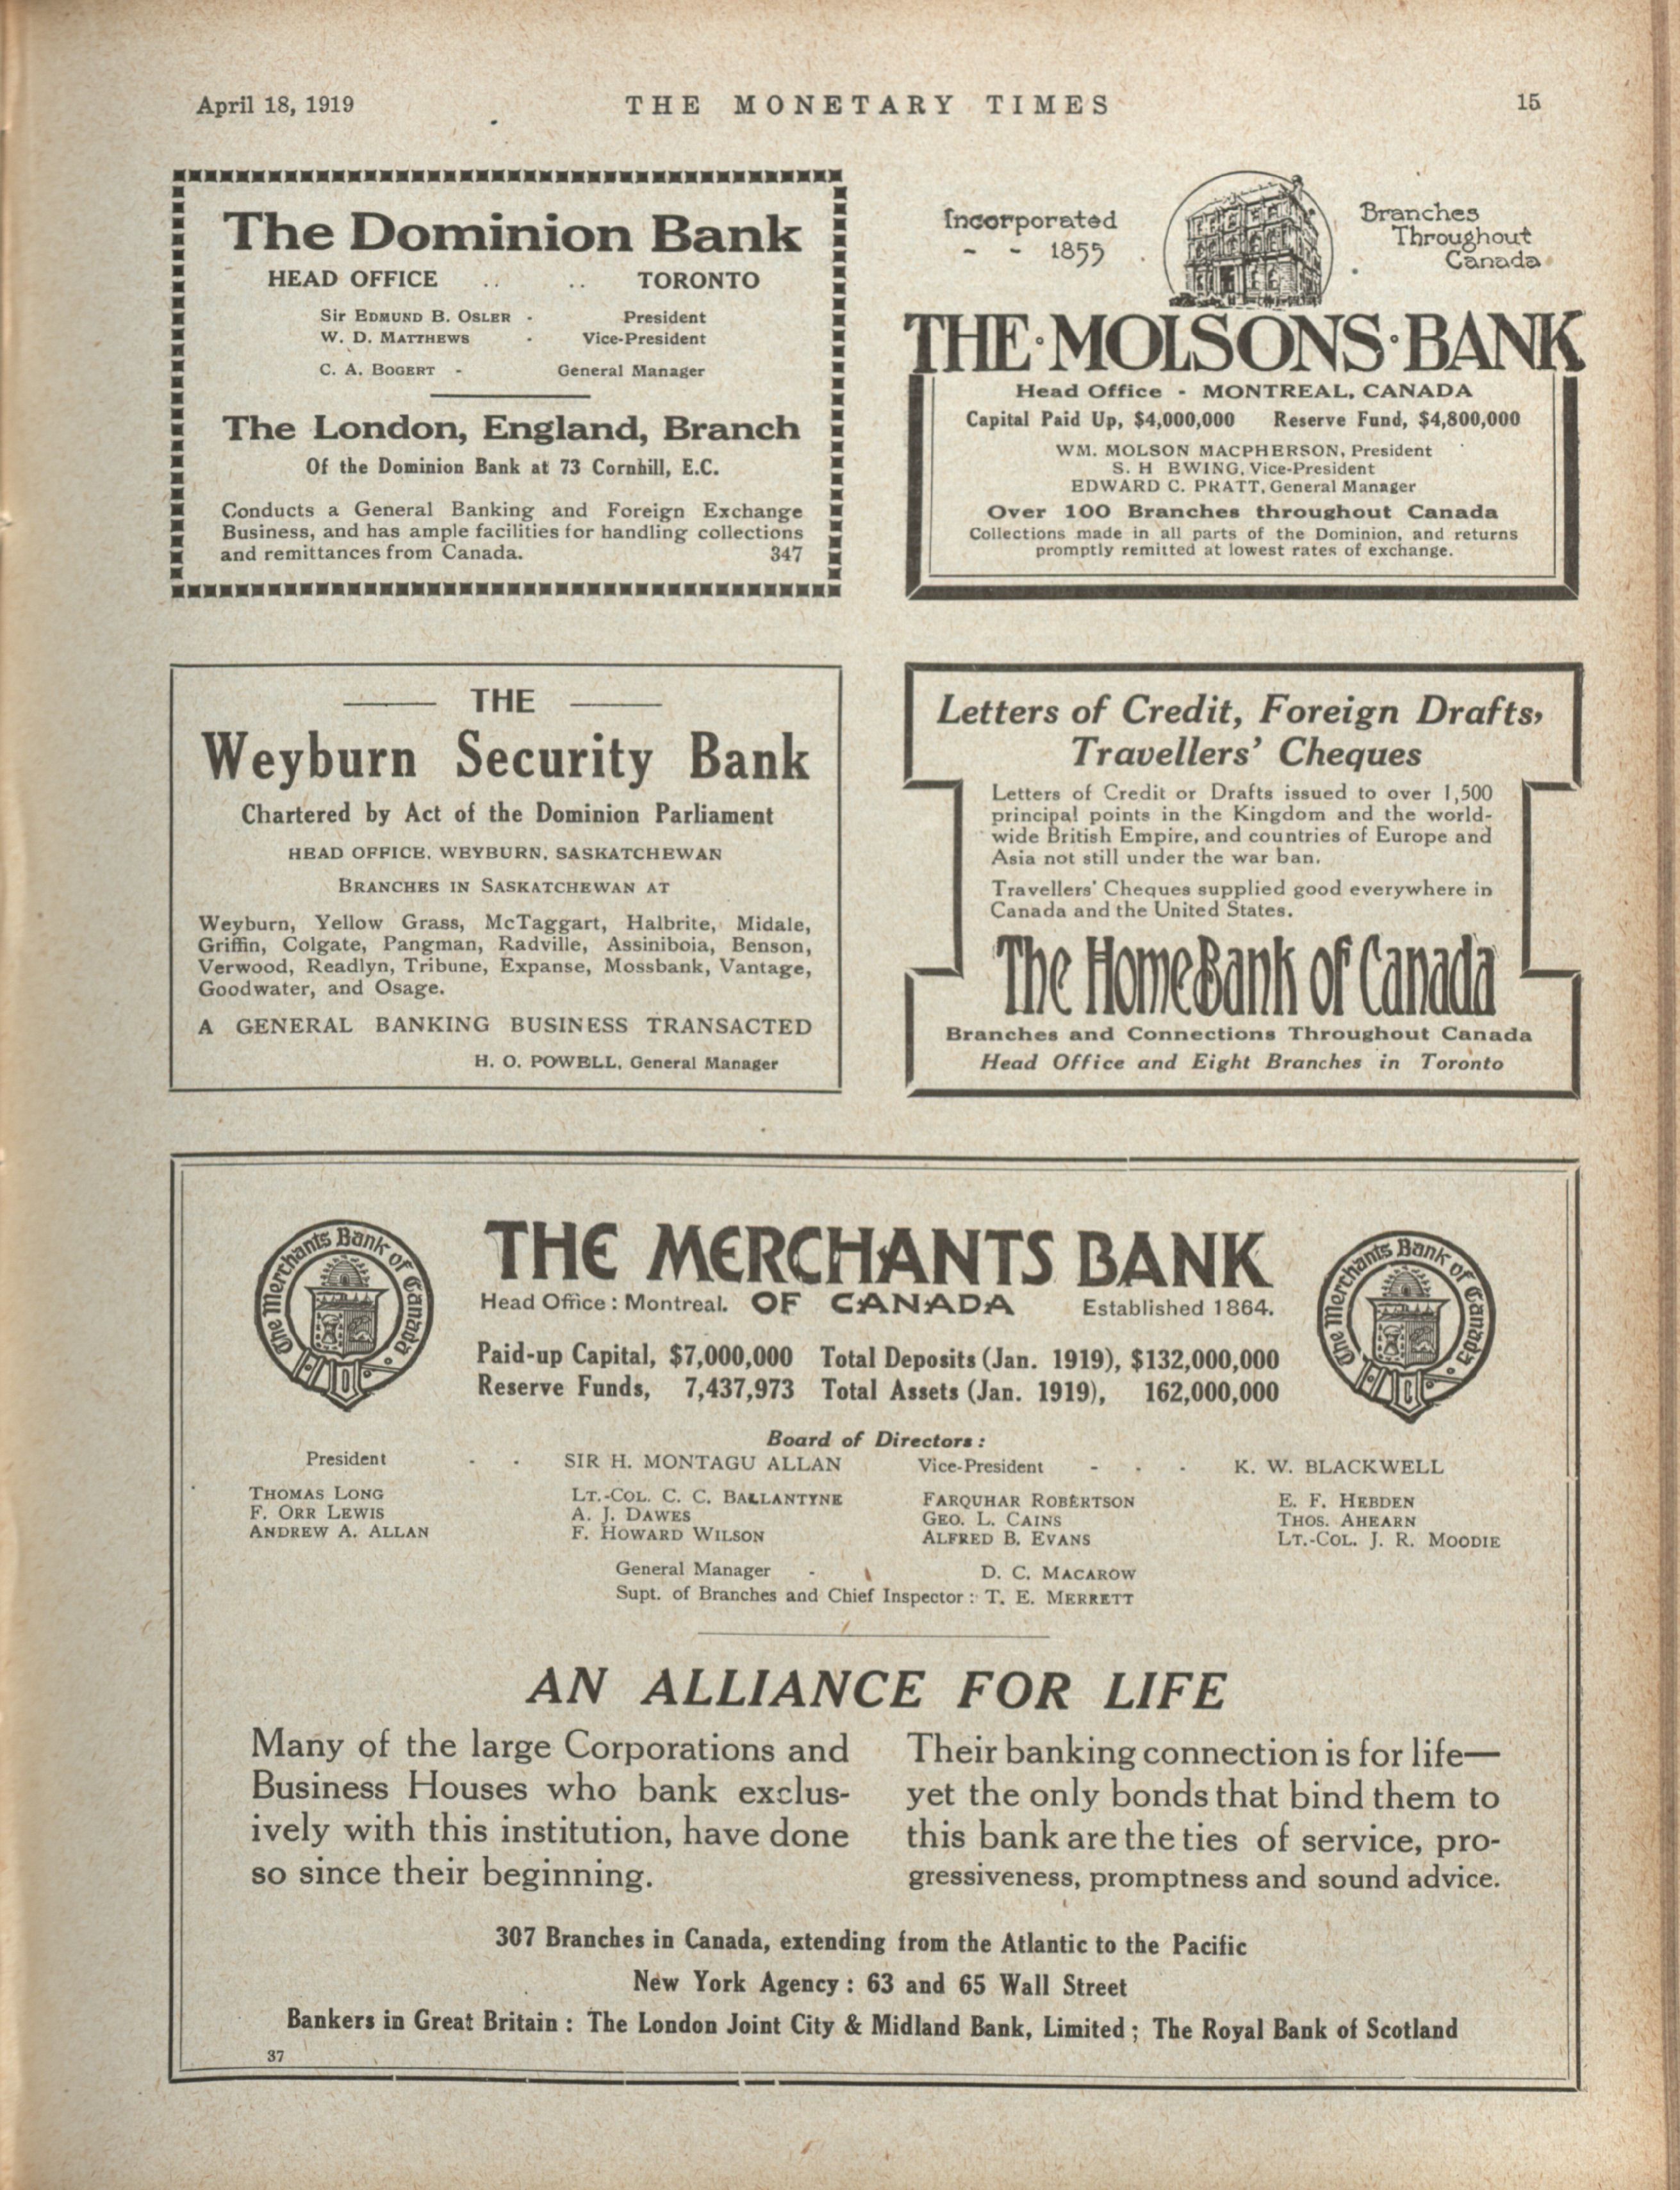 April 18, 1919
THE MONETARY TIMES
15
The Dominion Bank
HEAD OFFICE .. .. TORONTO
Sir EDMUND B. OSLER - President
W. D. MATTHEWS - Vice-President
C. A. BOGERT - General Manager
The London, England, Branch
Of the Dominion Bank at 73 Cornhill, E.C.
Conducts a General Banking and Foreign Exchange
Business, and has ample facilities for handling collections
and remittances from Canada. 347
Incorporated
- - 1855
Branches
Throughout
Canada
THE·MOLSONS·BANK
Head Office - MONTREAL, CANADA
Capital Paid Up, $4,000,000 Reserve Fund, $4,800,000
WM. MOLSON MACPHERSON, President
S. H EWING, Vice-President
EDWARD C. PRATT, General Manager
Over 100 Branches throughout Canada
Collections made in all parts of the Dominion, and returns
promptly remitted at lowest rates of exchange.
THE
Weyburn Security Bank
Chartered by Act of the Dominion Parliament
HEAD OFFICE, WEYBURN, SASKATCHEWAN
BRANCHES IN SASKATCHEWAN AT
Weyburn, Yellow Grass, McTaggart, Halbrite, Midale,
Griffin, Colgate, Pangman, Radville, Assiniboia, Benson,
Verwood, Readlyn, Tribune, Expanse, Mossbank, Vantage,
Goodwater, and Osage.
A GENERAL BANKING BUSINESS TRANSACTED
H. O. POWELL, General Manager
Letters of Credit, Foreign Drafts,
Travellers' Cheques
Letters of Credit or Drafts issued to over 1,500
principal points in the Kingdom and the world-
wide British Empire, and countries of Europe and
Asia not still under the war ban.
Travellers' Cheques supplied good everywhere in
Canada and the United States.
The Home Bank of Canada
Branches and Connections Throughout Canada
Head Office and Eight Branches in Toronto
The Merchants Bank of Canada
THE MERCHANTS BANK
Head Office: Montreal. OF CANADA Established 1864.
The Merchants Bank of Canada
Paid-up Capital, $7,000,000 Total Deposits (Jan. 1919), $132,000,000
Reserve Funds, 7,437,973 Total Assets (Jan. 1919), 162,000,000
Board of Directors:
President - - SIR H. MONTAGU ALLAN Vice-President - - - K. W. BLACKWELL
THOMAS LONG LT.-COL. C. C. BALLANTYNE FARQUHAR ROBERTSON E. F. HEBDEN
F. ORR LEWIS A. J. DAWES GEO. L. CAINS THOS. AHEARN
ANDREW A. ALLAN F. HOWARD WILSON ALFRED B. EVANS LT.-COL. J. R. MOODIE
General Manager - D. C. MACAROW
Supt. of Branches and Chief Inspector: T. E. MERRETT
AN ALLIANCE FOR LIFE
Many of the large Corporations and
Business Houses who bank exclus-
ively with this institution, have done
so since their beginning.
Their banking connection is for life—
yet the only bonds that bind them to
this bank are the ties of service, pro-
gressiveness, promptness and sound advice.
307 Branches in Canada, extending from the Atlantic to the Pacific
New York Agency: 63 and 65 Wall Street
Bankers in Great Britain: The London Joint City & Midland Bank, Limited; The Royal Bank of Scotland
37